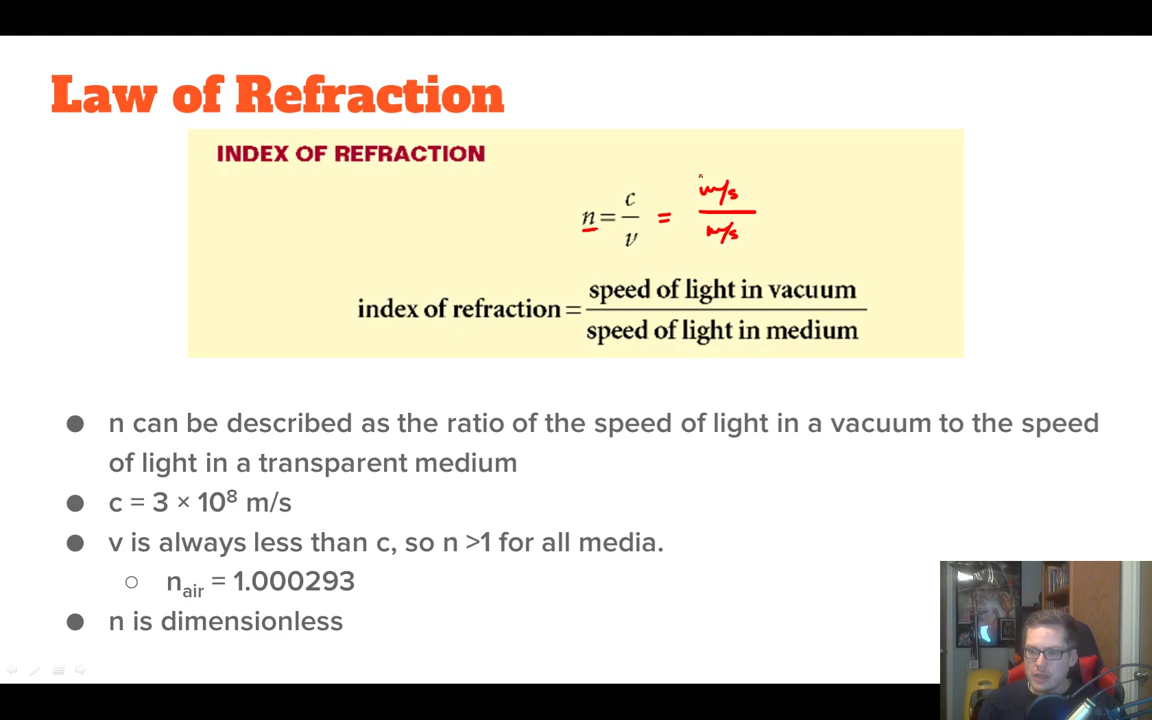 Law of Refraction
INDEX OF REFRACTION
n = c/v = m/s / m/s
index of refraction = speed of light in vacuum / speed of light in medium
● n can be described as the ratio of the speed of light in a vacuum to the speed
of light in a transparent medium
● c = 3 × 10⁸ m/s
● v is always less than c, so n >1 for all media.
○ n_air = 1.000293
● n is dimensionless